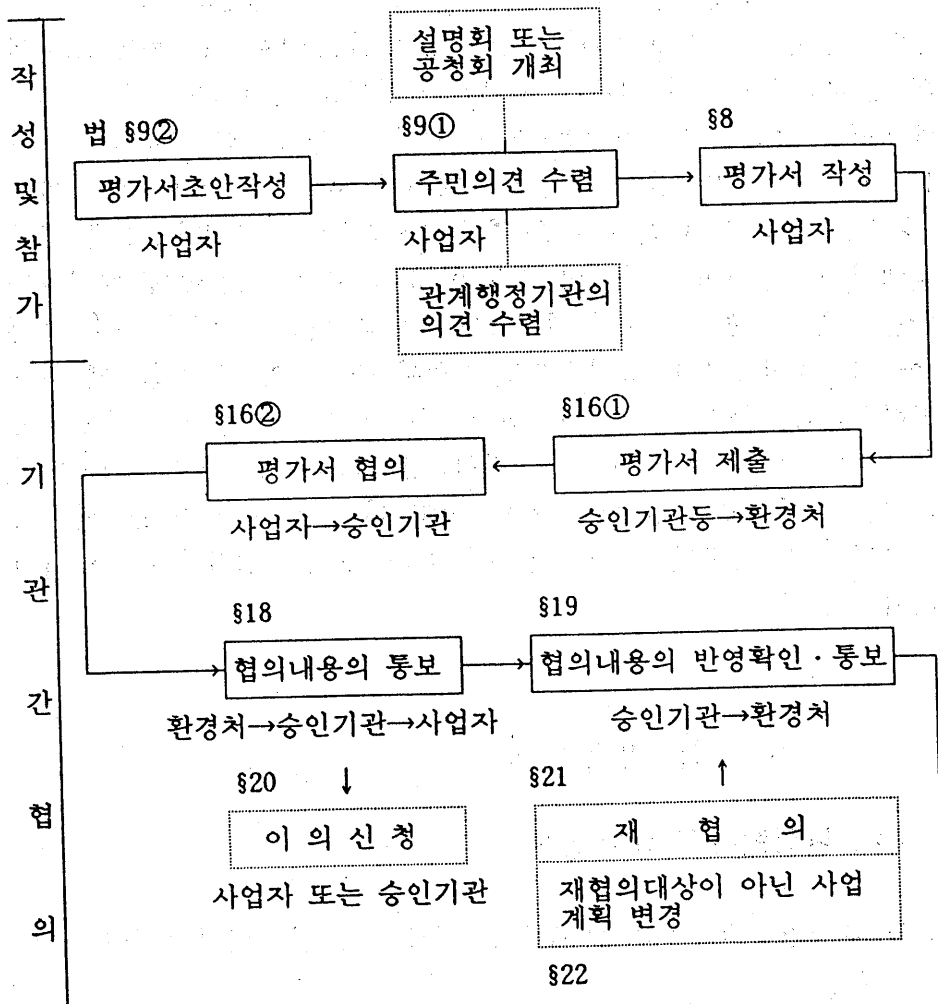 작성및참가
설명회 또는
공청회 개최
법 §9②
§9①
§8
평가서초안작성
주민의견 수렴
평가서 작성
사업자
사업자
사업자
관계행정기관의
의견 수렴
기관간협의
§16②
§16①
평가서 협의
평가서 제출
사업자→승인기관
승인기관등→환경처
§18
§19
협의내용의 통보
협의내용의 반영확인·통보
환경처→승인기관→사업자
승인기관→환경처
§20
↓
§21
↑
이 의 신 청
재 협 의
사업자 또는 승인기관
재협의대상이 아닌 사업
계획 변경
§22